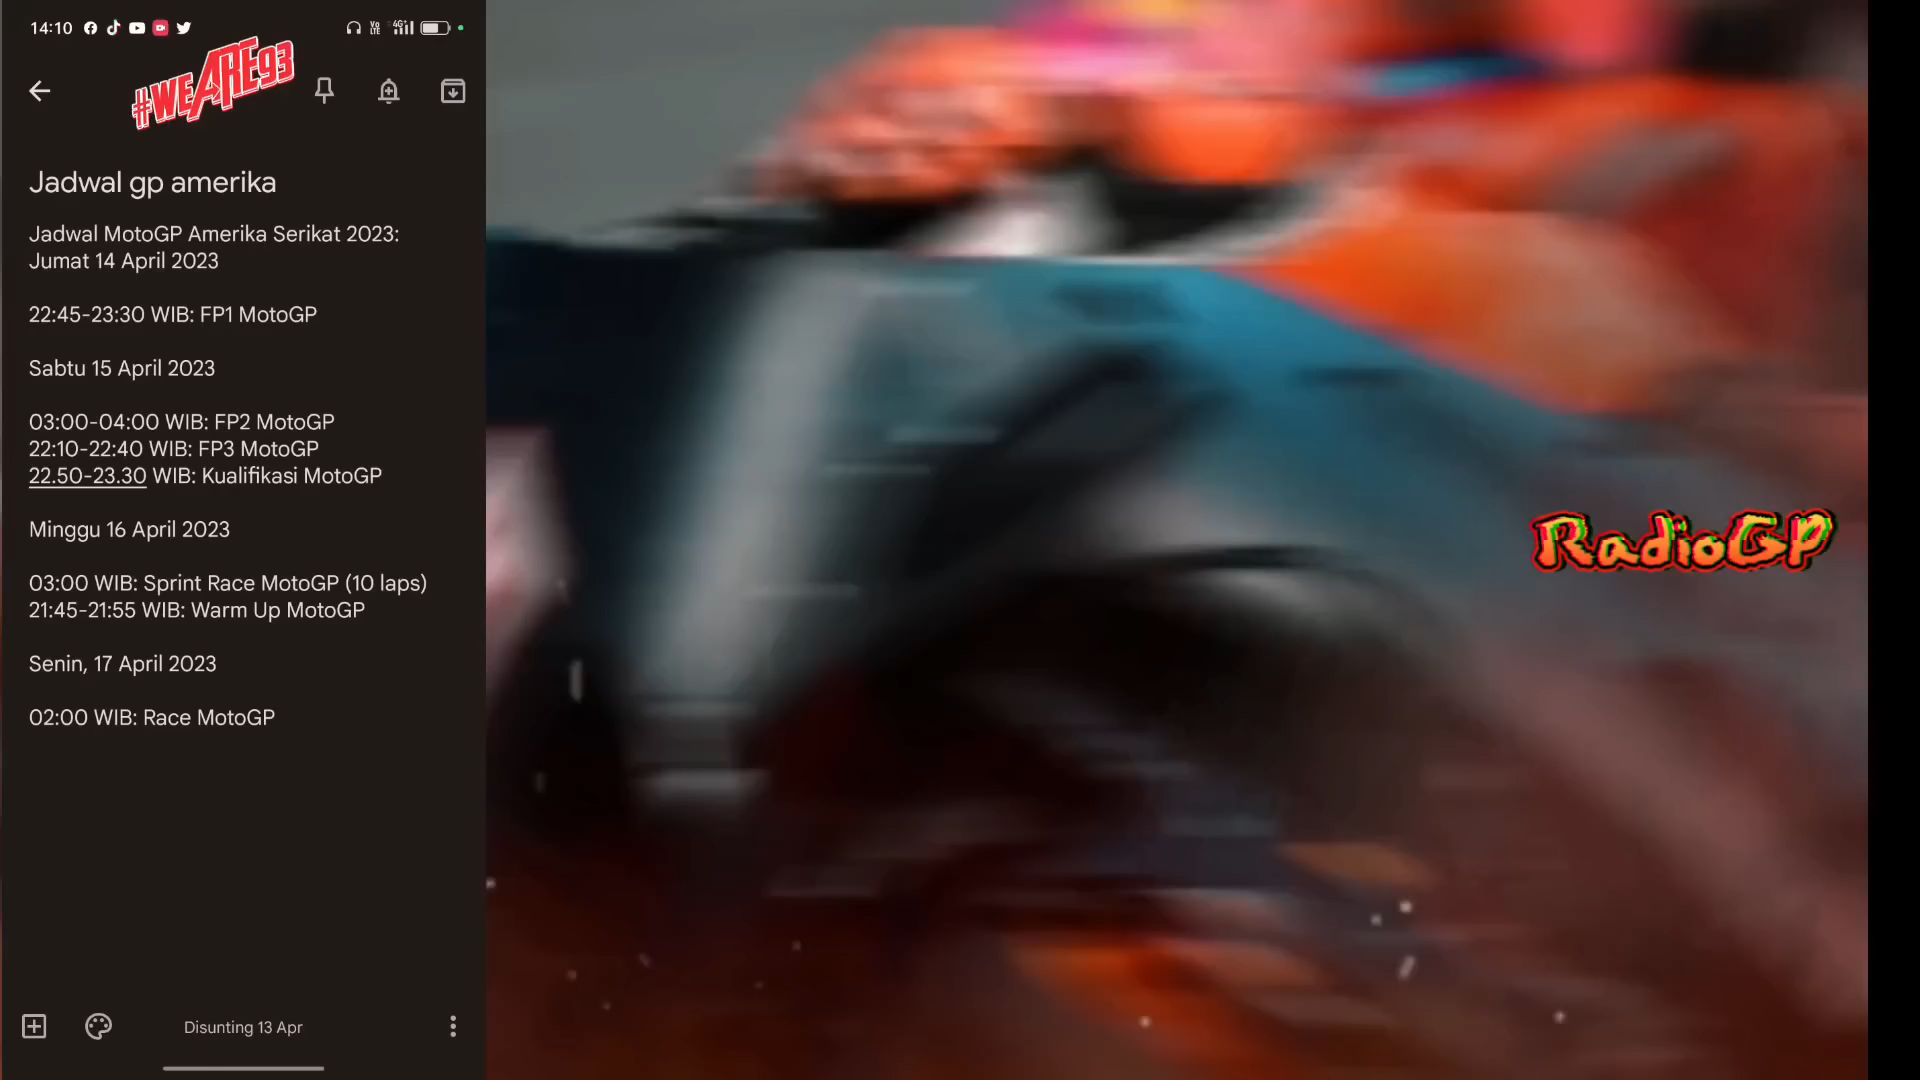 14:10
Vo
LTE
4G+
#WEARE93
Jadwal gp amerika
Jadwal MotoGP Amerika Serikat 2023:
Jumat 14 April 2023
22:45-23:30 WIB: FP1 MotoGP
Sabtu 15 April 2023
03:00-04:00 WIB: FP2 MotoGP
22:10-22:40 WIB: FP3 MotoGP
22.50-23.30 WIB: Kualifikasi MotoGP
Minggu 16 April 2023
03:00 WIB: Sprint Race MotoGP (10 laps)
21:45-21:55 WIB: Warm Up MotoGP
Senin, 17 April 2023
02:00 WIB: Race MotoGP
Disunting 13 Apr
RadioGP